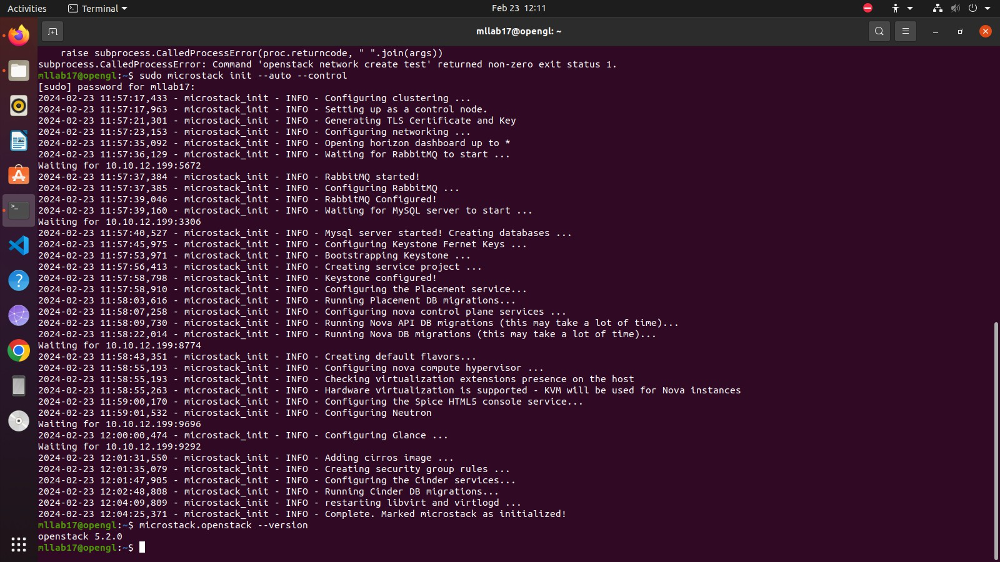 Activities
Terminal
Feb 23 12:11
mllab17@opengl: ~
    raise subprocess.CalledProcessError(proc.returncode, " ".join(args))
subprocess.CalledProcessError: Command 'openstack network create test' returned non-zero exit status 1.
mllab17@opengl:~$ sudo microstack init --auto --control
[sudo] password for mllab17:
2024-02-23 11:57:17,433 - microstack_init - INFO - Configuring clustering ...
2024-02-23 11:57:17,963 - microstack_init - INFO - Setting up as a control node.
2024-02-23 11:57:21,301 - microstack_init - INFO - Generating TLS Certificate and Key
2024-02-23 11:57:23,153 - microstack_init - INFO - Configuring networking ...
2024-02-23 11:57:35,092 - microstack_init - INFO - Opening horizon dashboard up to *
2024-02-23 11:57:36,129 - microstack_init - INFO - Waiting for RabbitMQ to start ...
Waiting for 10.10.12.199:5672
2024-02-23 11:57:37,384 - microstack_init - INFO - RabbitMQ started!
2024-02-23 11:57:37,385 - microstack_init - INFO - Configuring RabbitMQ ...
2024-02-23 11:57:39,046 - microstack_init - INFO - RabbitMQ Configured!
2024-02-23 11:57:39,160 - microstack_init - INFO - Waiting for MySQL server to start ...
Waiting for 10.10.12.199:3306
2024-02-23 11:57:40,527 - microstack_init - INFO - Mysql server started! Creating databases ...
2024-02-23 11:57:45,975 - microstack_init - INFO - Configuring Keystone Fernet Keys ...
2024-02-23 11:57:53,971 - microstack_init - INFO - Bootstrapping Keystone ...
2024-02-23 11:57:56,413 - microstack_init - INFO - Creating service project ...
2024-02-23 11:57:58,798 - microstack_init - INFO - Keystone configured!
2024-02-23 11:57:58,910 - microstack_init - INFO - Configuring the Placement service...
2024-02-23 11:58:03,616 - microstack_init - INFO - Running Placement DB migrations...
2024-02-23 11:58:07,258 - microstack_init - INFO - Configuring nova control plane services ...
2024-02-23 11:58:09,730 - microstack_init - INFO - Running Nova API DB migrations (this may take a lot of time)...
2024-02-23 11:58:22,014 - microstack_init - INFO - Running Nova DB migrations (this may take a lot of time)...
Waiting for 10.10.12.199:8774
2024-02-23 11:58:43,351 - microstack_init - INFO - Creating default flavors...
2024-02-23 11:58:55,193 - microstack_init - INFO - Configuring nova compute hypervisor ...
2024-02-23 11:58:55,193 - microstack_init - INFO - Checking virtualization extensions presence on the host
2024-02-23 11:58:55,263 - microstack_init - INFO - Hardware virtualization is supported - KVM will be used for Nova instances
2024-02-23 11:59:00,170 - microstack_init - INFO - Configuring the Spice HTML5 console service...
2024-02-23 11:59:01,532 - microstack_init - INFO - Configuring Neutron
Waiting for 10.10.12.199:9696
2024-02-23 12:00:00,474 - microstack_init - INFO - Configuring Glance ...
Waiting for 10.10.12.199:9292
2024-02-23 12:01:31,550 - microstack_init - INFO - Adding cirros image ...
2024-02-23 12:01:35,079 - microstack_init - INFO - Creating security group rules ...
2024-02-23 12:01:47,905 - microstack_init - INFO - Configuring the Cinder services...
2024-02-23 12:02:48,808 - microstack_init - INFO - Running Cinder DB migrations...
2024-02-23 12:04:09,809 - microstack_init - INFO - restarting libvirt and virtlogd ...
2024-02-23 12:04:25,371 - microstack_init - INFO - Complete. Marked microstack as initialized!
mllab17@opengl:~$ microstack.openstack --version
openstack 5.2.0
mllab17@opengl:~$